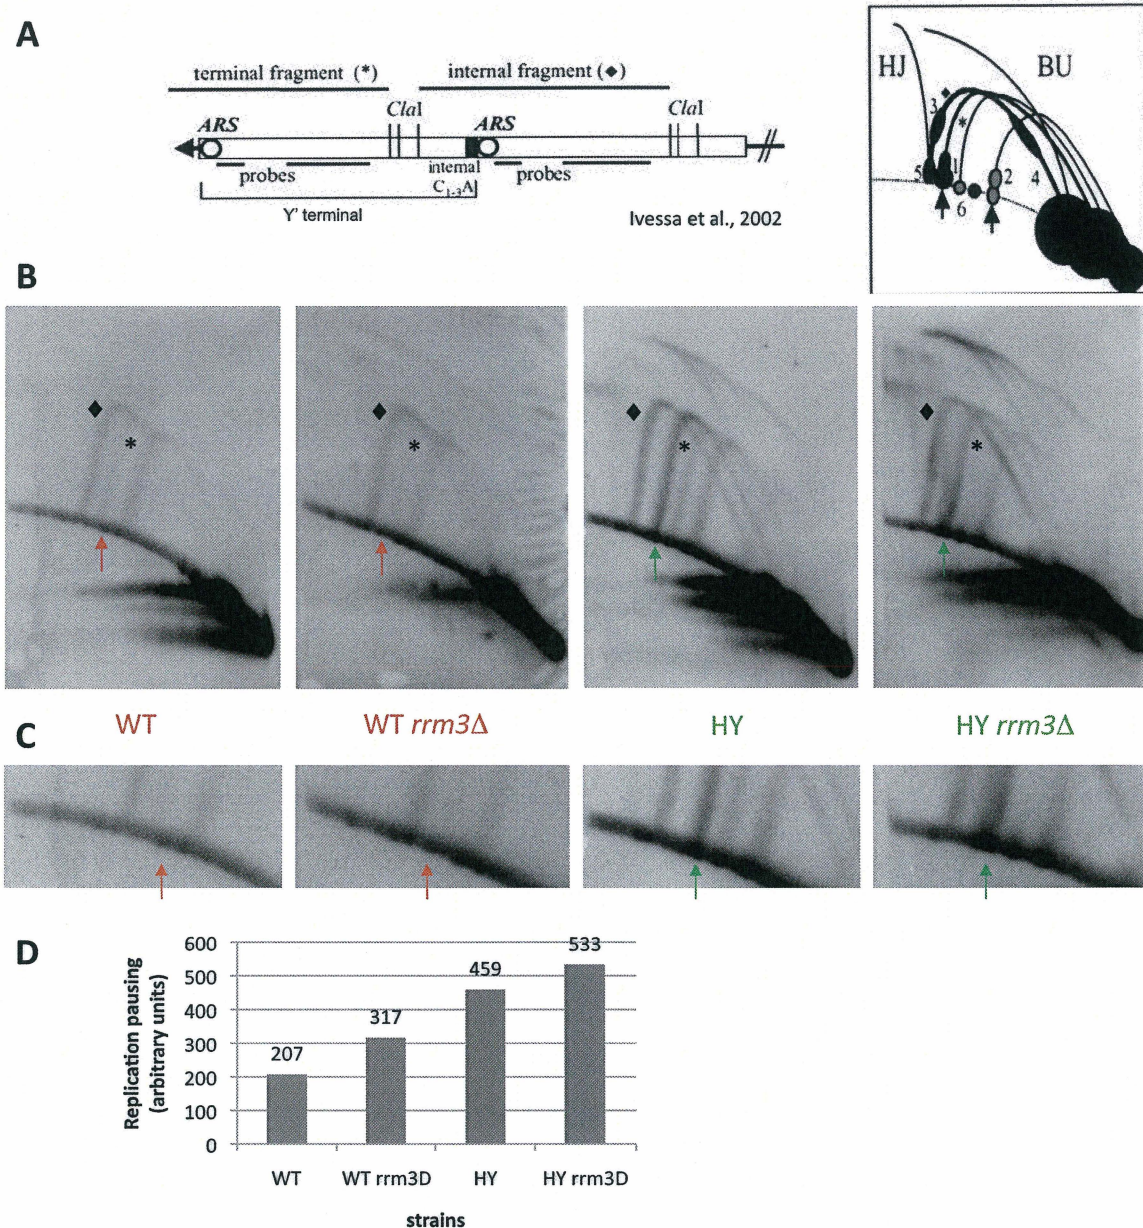 A
terminal fragment (*)
internal fragment (◆)
ClaI
ClaI
ARS
ARS
probes
internal
C1-3A
probes
Y' terminal
Ivessa et al., 2002
HJ
BU
3
*
1
2
4
5
6
B
◆
*
◆
*
◆
*
◆
*
WT
WT rrm3Δ
HY
HY rrm3Δ
C
D
Replication pausing
(arbitrary units)
600
500
400
300
200
100
0
207
317
459
533
WT
WT rrm3D
HY
HY rrm3D
strains